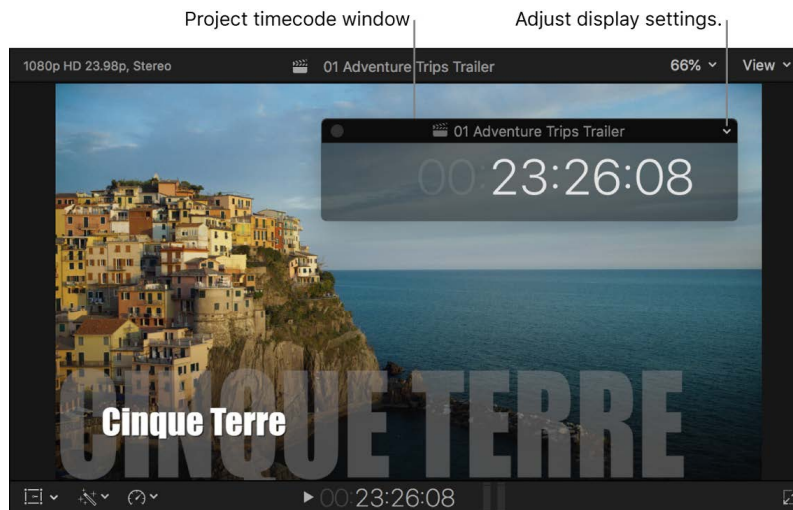 Project timecode window
Adjust display settings.
1080p HD 23.98p, Stereo
01 Adventure Trips Trailer
66%
View
01 Adventure Trips Trailer
00:23:26:08
CINQUE TERRE
Cinque Terre
00:23:26:08